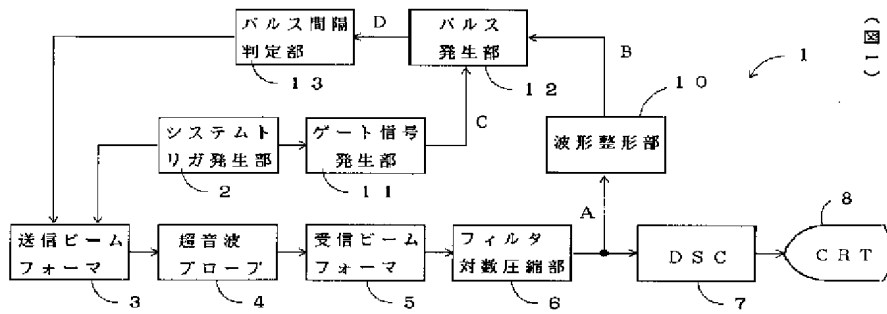 (図1)
1
パルス間隔
判定部
13
D
パルス
発生部
12
B
10
波形整形部
システムト
リガ発生部
2
ゲート信号
発生部
11
C
A
送信ビーム
フォーマ
3
超音波
プローブ
4
受信ビーム
フォーマ
5
フィルタ
対数圧縮部
6
DSC
7
CRT
8